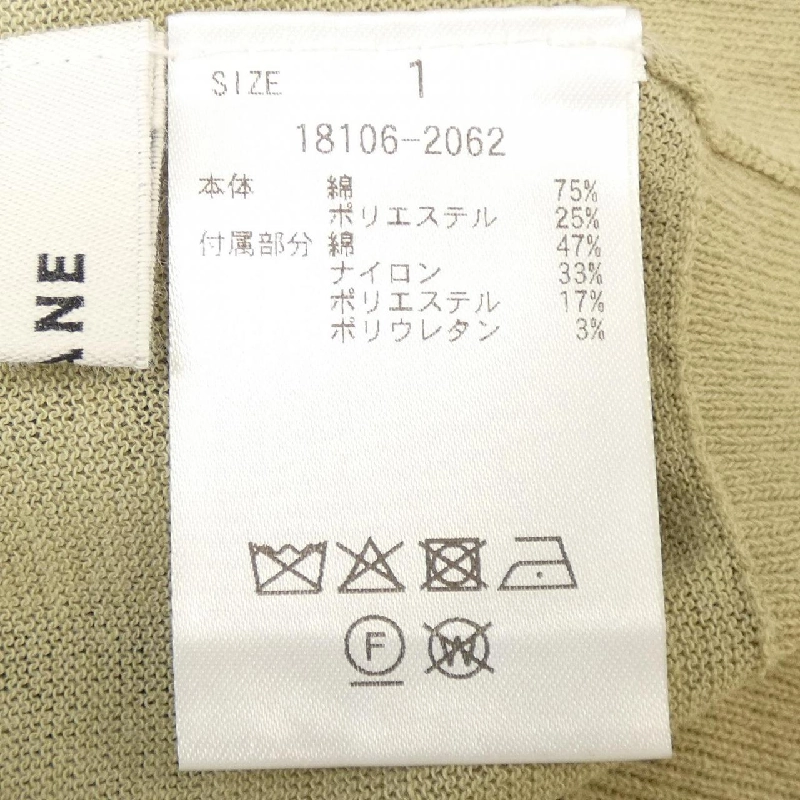 SIZE 1
18106-2062
本体 綿 75%
ポリエステル 25%
付属部分 綿 47%
ナイロン 33%
ポリエステル 17%
ポリウレタン 3%
F W
ANE